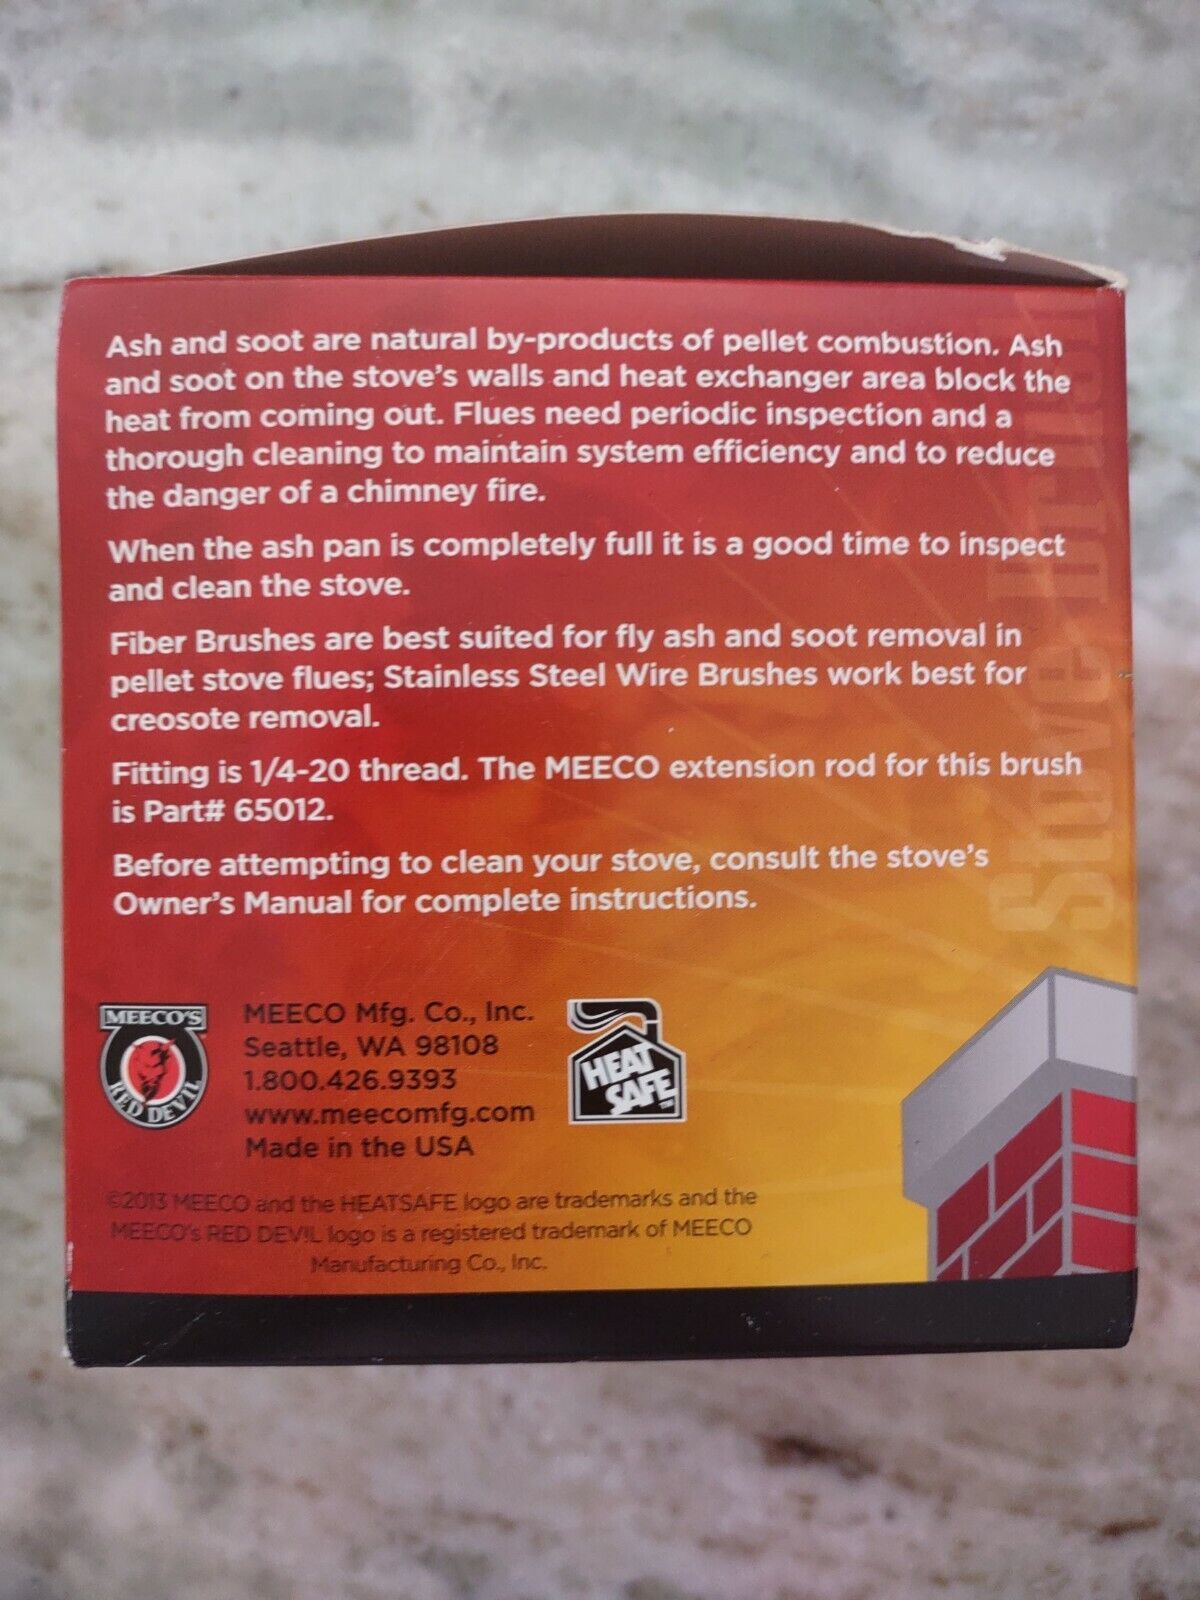 Ash and soot are natural by-products of pellet combustion. Ash
and soot on the stove's walls and heat exchanger area block the
heat from coming out. Flues need periodic inspection and a
thorough cleaning to maintain system efficiency and to reduce
the danger of a chimney fire.
When the ash pan is completely full it is a good time to inspect
and clean the stove.
Fiber Brushes are best suited for fly ash and soot removal in
pellet stove flues; Stainless Steel Wire Brushes work best for
creosote removal.
Fitting is 1/4-20 thread. The MEECO extension rod for this brush
is Part# 65012.
Before attempting to clean your stove, consult the stove's
Owner's Manual for complete instructions.
Stove Brush
MEECO'S
RED DEVIL
MEECO Mfg. Co., Inc.
Seattle, WA 98108
1.800.426.9393
www.meecomfg.com
Made in the USA
HEAT
SAFE™
©2013 MEECO and the HEATSAFE logo are trademarks and the
MEECO's RED DEVIL logo is a registered trademark of MEECO
Manufacturing Co., Inc.